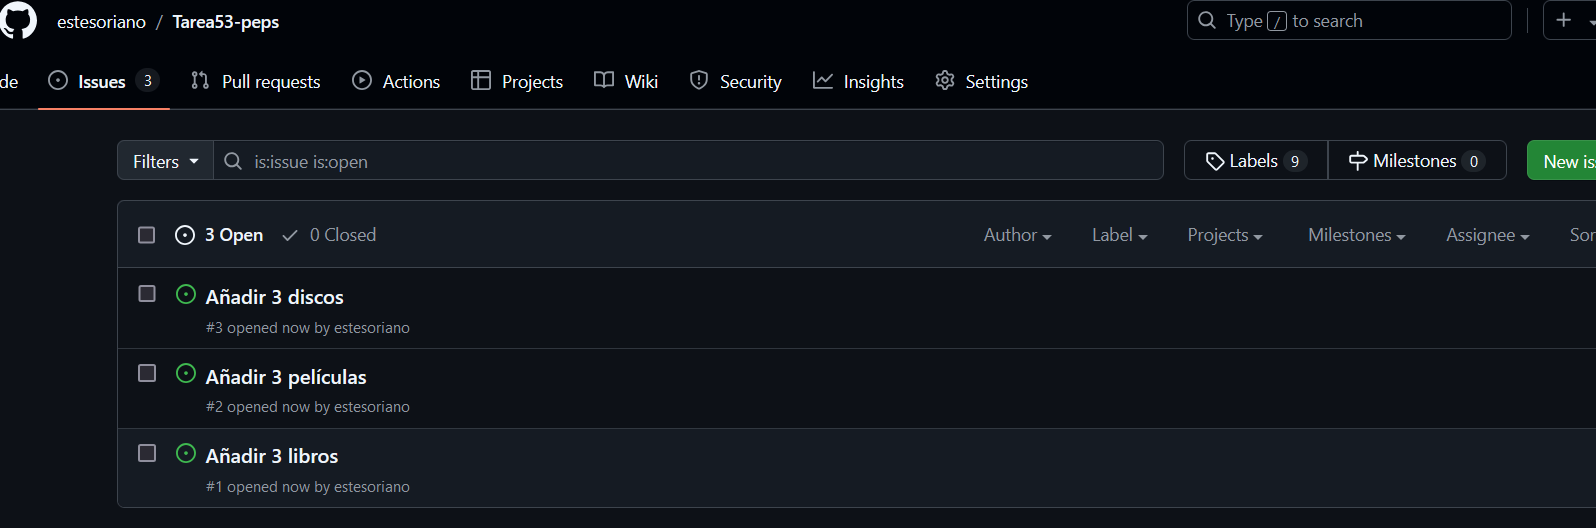 estesoriano / Tarea53-peps
Type / to search
de Issues 3 Pull requests Actions Projects Wiki Security Insights Settings
Filters is:issue is:open Labels 9 Milestones 0 New is
3 Open 0 Closed Author Label Projects Milestones Assignee Sor
Añadir 3 discos
#3 opened now by estesoriano
Añadir 3 películas
#2 opened now by estesoriano
Añadir 3 libros
#1 opened now by estesoriano